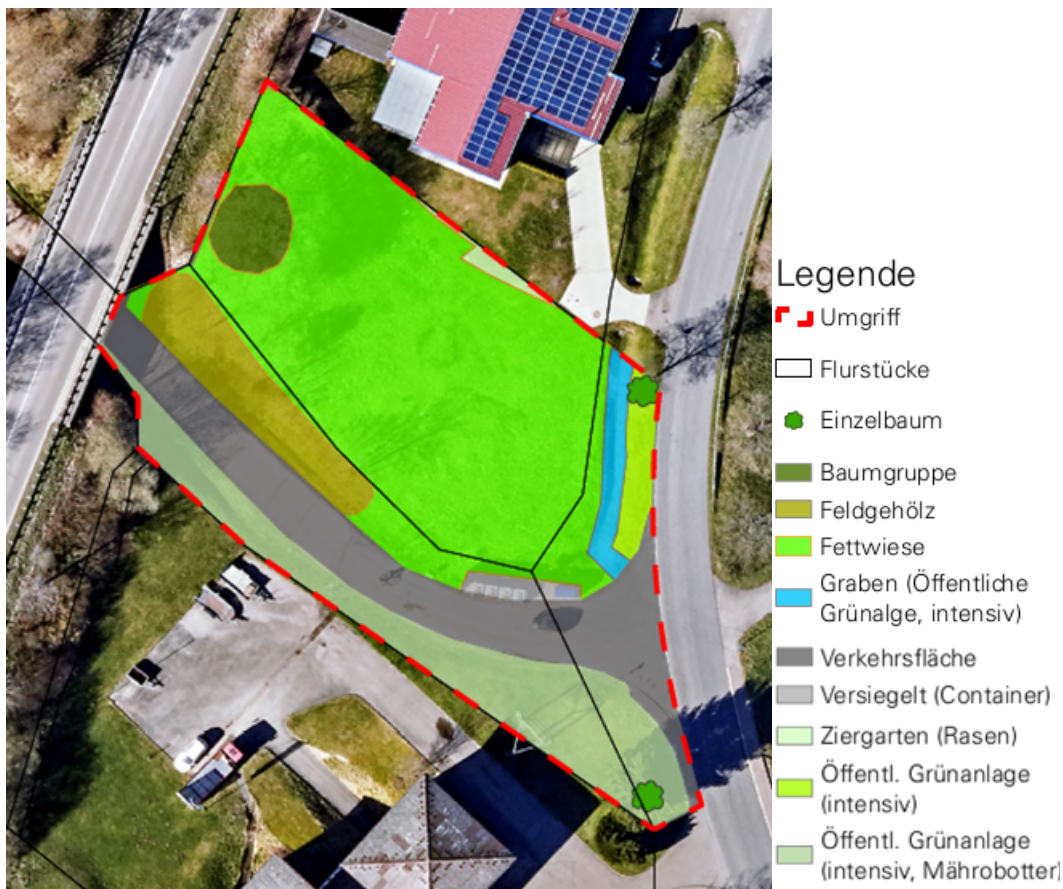 Legende
Umgriff
Flurstücke
Einzelbaum
Baumgruppe
Feldgehölz
Fettwiese
Graben (Öffentliche
Grünalge, intensiv)
Verkehrsfläche
Versiegelt (Container)
Ziergarten (Rasen)
Öffentl. Grünanlage
(intensiv)
Öffentl. Grünanlage
(intensiv, Mährobotter)